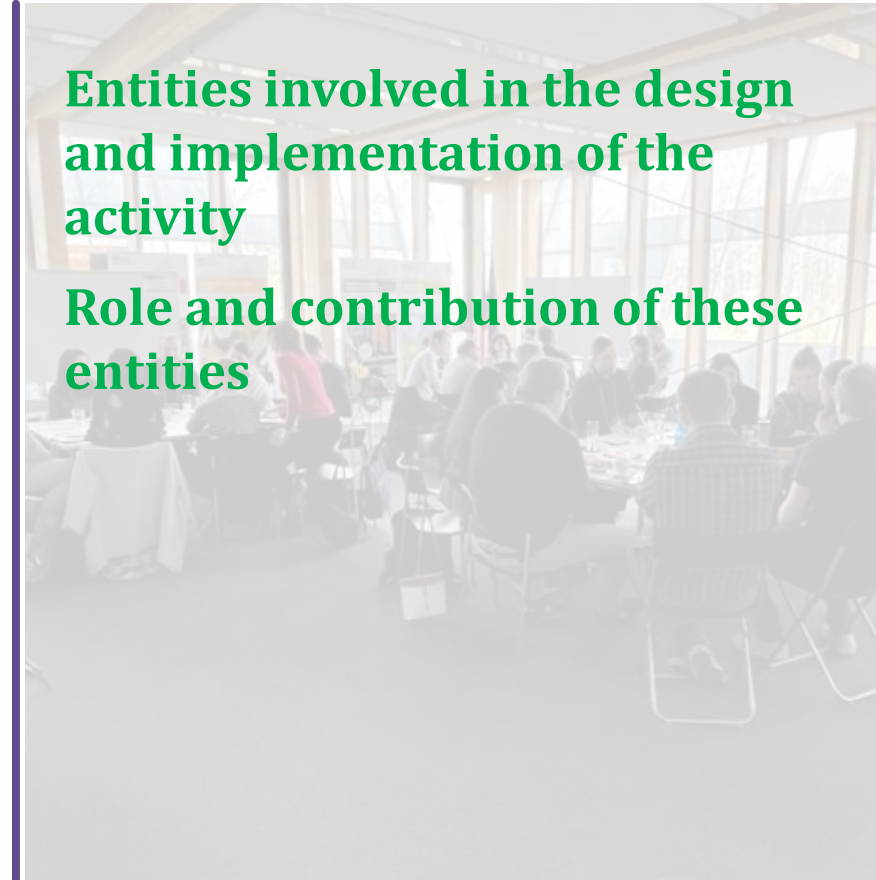 Entities involved in the design
and implementation of the
activity
Role and contribution of these
entities